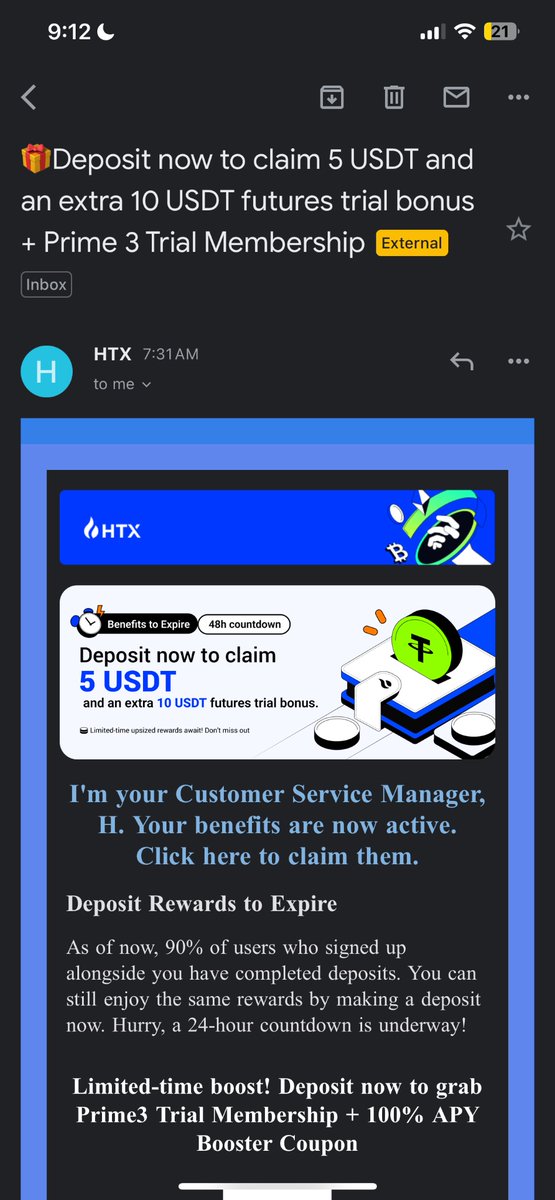 9:12
21
🎁Deposit now to claim 5 USDT and
an extra 10 USDT futures trial bonus
+ Prime 3 Trial Membership External
Inbox
H
HTX 7:31 AM
to me
HTX
Benefits to Expire 48h countdown
Deposit now to claim
5 USDT
and an extra 10 USDT futures trial bonus.
Limited-time upsized rewards await! Don't miss out
I'm your Customer Service Manager,
H. Your benefits are now active.
Click here to claim them.
Deposit Rewards to Expire
As of now, 90% of users who signed up
alongside you have completed deposits. You can
still enjoy the same rewards by making a deposit
now. Hurry, a 24-hour countdown is underway!
Limited-time boost! Deposit now to grab
Prime3 Trial Membership + 100% APY
Booster Coupon